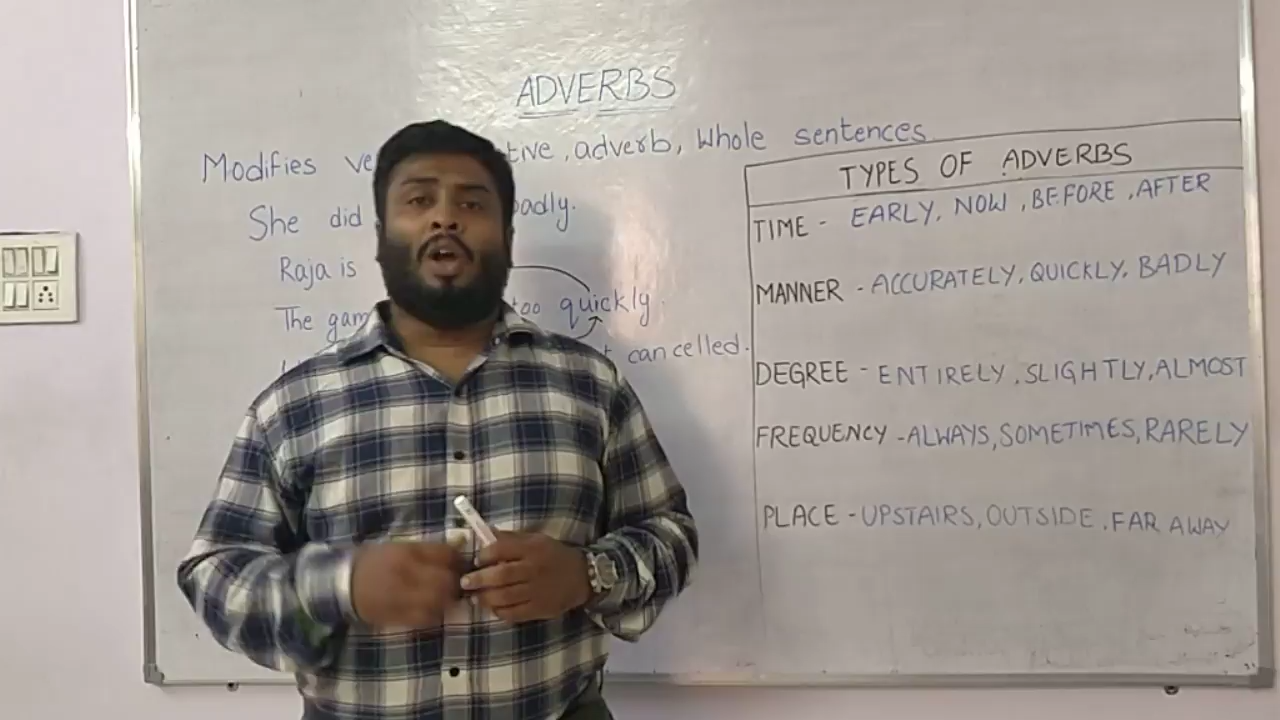 ADVERBS
Modifies ve tive, adverb, Whole sentences.
She did badly.
Raja is
The gam too quickly.
t cancelled.
TYPES OF ADVERBS
TIME - EARLY, NOW, BEFORE, AFTER
MANNER - ACCURATELY, QUICKLY, BADLY
DEGREE - ENTIRELY, SLIGHTLY, ALMOST
FREQUENCY - ALWAYS, SOMETIMES, RARELY
PLACE - UPSTAIRS, OUTSIDE, FAR AWAY